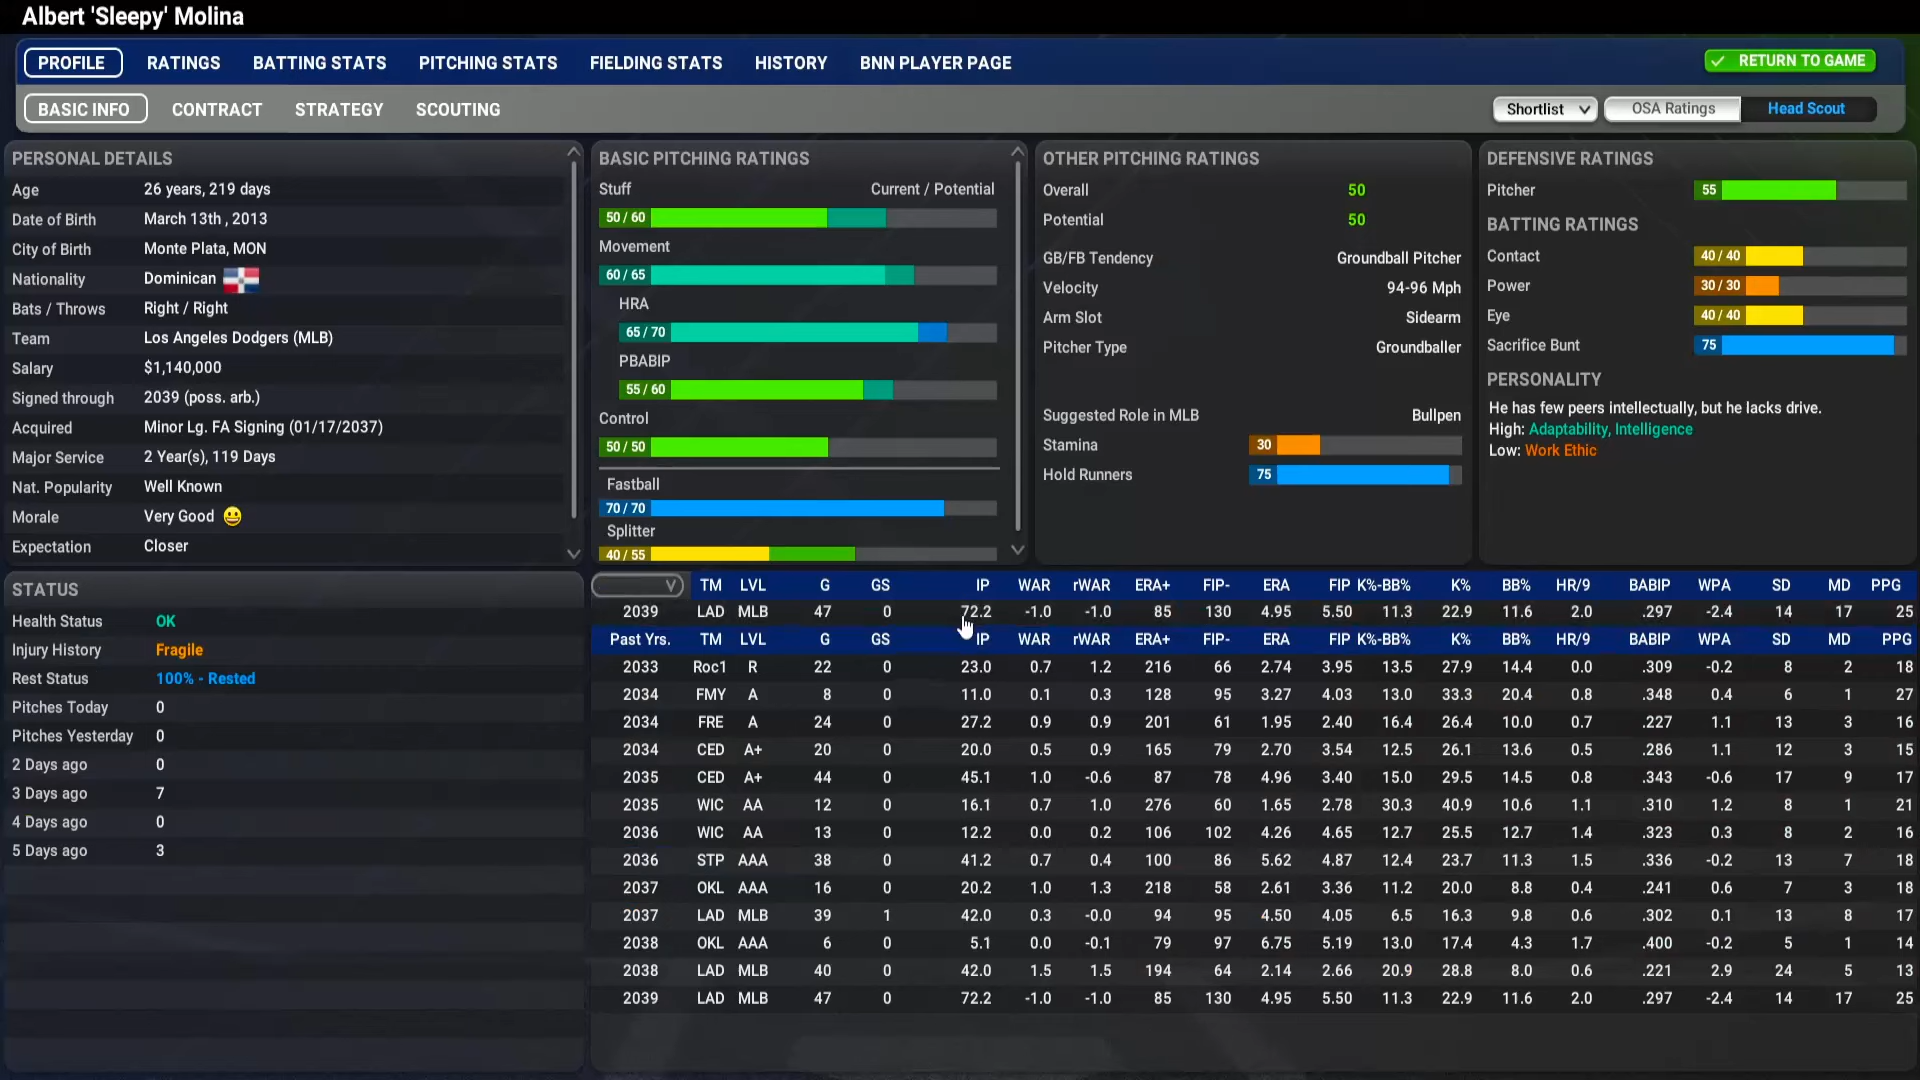 Albert 'Sleepy' Molina
PROFILE RATINGS BATTING STATS PITCHING STATS FIELDING STATS HISTORY BNN PLAYER PAGE RETURN TO GAME
BASIC INFO CONTRACT STRATEGY SCOUTING Shortlist OSA Ratings Head Scout
PERSONAL DETAILS
Age 26 years, 219 days
Date of Birth March 13th , 2013
City of Birth Monte Plata, MON
Nationality Dominican
Bats / Throws Right / Right
Team Los Angeles Dodgers (MLB)
Salary $1,140,000
Signed through 2039 (poss. arb.)
Acquired Minor Lg. FA Signing (01/17/2037)
Major Service 2 Year(s), 119 Days
Nat. Popularity Well Known
Morale Very Good
Expectation Closer
BASIC PITCHING RATINGS
Stuff Current / Potential
50 / 60
Movement
60 / 65
HRA
65 / 70
PBABIP
55 / 60
Control
50 / 50
Fastball
70 / 70
Splitter
40 / 55
OTHER PITCHING RATINGS
Overall 50
Potential 50
GB/FB Tendency Groundball Pitcher
Velocity 94-96 Mph
Arm Slot Sidearm
Pitcher Type Groundballer
Suggested Role in MLB Bullpen
Stamina 30
Hold Runners 75
DEFENSIVE RATINGS
Pitcher 55
BATTING RATINGS
Contact 40 / 40
Power 30 / 30
Eye 40 / 40
Sacrifice Bunt 75
PERSONALITY
He has few peers intellectually, but he lacks drive.
High: Adaptability, Intelligence
Low: Work Ethic
STATUS
Health Status OK
Injury History Fragile
Rest Status 100% - Rested
Pitches Today 0
Pitches Yesterday 0
2 Days ago 0
3 Days ago 7
4 Days ago 0
5 Days ago 3
TM LVL G GS IP WAR rWAR ERA+ FIP- ERA FIP K%-BB% K% BB% HR/9 BABIP WPA SD MD PPG
2039 LAD MLB 47 0 72.2 -1.0 -1.0 85 130 4.95 5.50 11.3 22.9 11.6 2.0 .297 -2.4 14 17 25
Past Yrs. TM LVL G GS IP WAR rWAR ERA+ FIP- ERA FIP K%-BB% K% BB% HR/9 BABIP WPA SD MD PPG
2033 Roc1 R 22 0 23.0 0.7 1.2 216 66 2.74 3.95 13.5 27.9 14.4 0.0 .309 -0.2 8 2 18
2034 FMY A 8 0 11.0 0.1 0.3 128 95 3.27 4.03 13.0 33.3 20.4 0.8 .348 0.4 6 1 27
2034 FRE A 24 0 27.2 0.9 0.9 201 61 1.95 2.40 16.4 26.4 10.0 0.7 .227 1.1 13 3 16
2034 CED A+ 20 0 20.0 0.5 0.9 165 79 2.70 3.54 12.5 26.1 13.6 0.5 .286 1.1 12 3 15
2035 CED A+ 44 0 45.1 1.0 -0.6 87 78 4.96 3.40 15.0 29.5 14.5 0.8 .343 -0.6 17 9 17
2035 WIC AA 12 0 16.1 0.7 1.0 276 60 1.65 2.78 30.3 40.9 10.6 1.1 .310 1.2 8 1 21
2036 WIC AA 13 0 12.2 0.0 0.2 106 102 4.26 4.65 12.7 25.5 12.7 1.4 .323 0.3 8 2 16
2036 STP AAA 38 0 41.2 0.7 0.4 100 86 5.62 4.87 12.4 23.7 11.3 1.5 .336 -0.2 13 7 18
2037 OKL AAA 16 0 20.2 1.0 1.3 218 58 2.61 3.36 11.2 20.0 8.8 0.4 .241 0.6 7 3 18
2037 LAD MLB 39 1 42.0 0.3 -0.0 94 95 4.50 4.05 6.5 16.3 9.8 0.6 .302 0.1 13 8 17
2038 OKL AAA 6 0 5.1 0.0 -0.1 79 97 6.75 5.19 13.0 17.4 4.3 1.7 .400 -0.2 5 1 14
2038 LAD MLB 40 0 42.0 1.5 1.5 194 64 2.14 2.66 20.9 28.8 8.0 0.6 .221 2.9 24 5 13
2039 LAD MLB 47 0 72.2 -1.0 -1.0 85 130 4.95 5.50 11.3 22.9 11.6 2.0 .297 -2.4 14 17 25